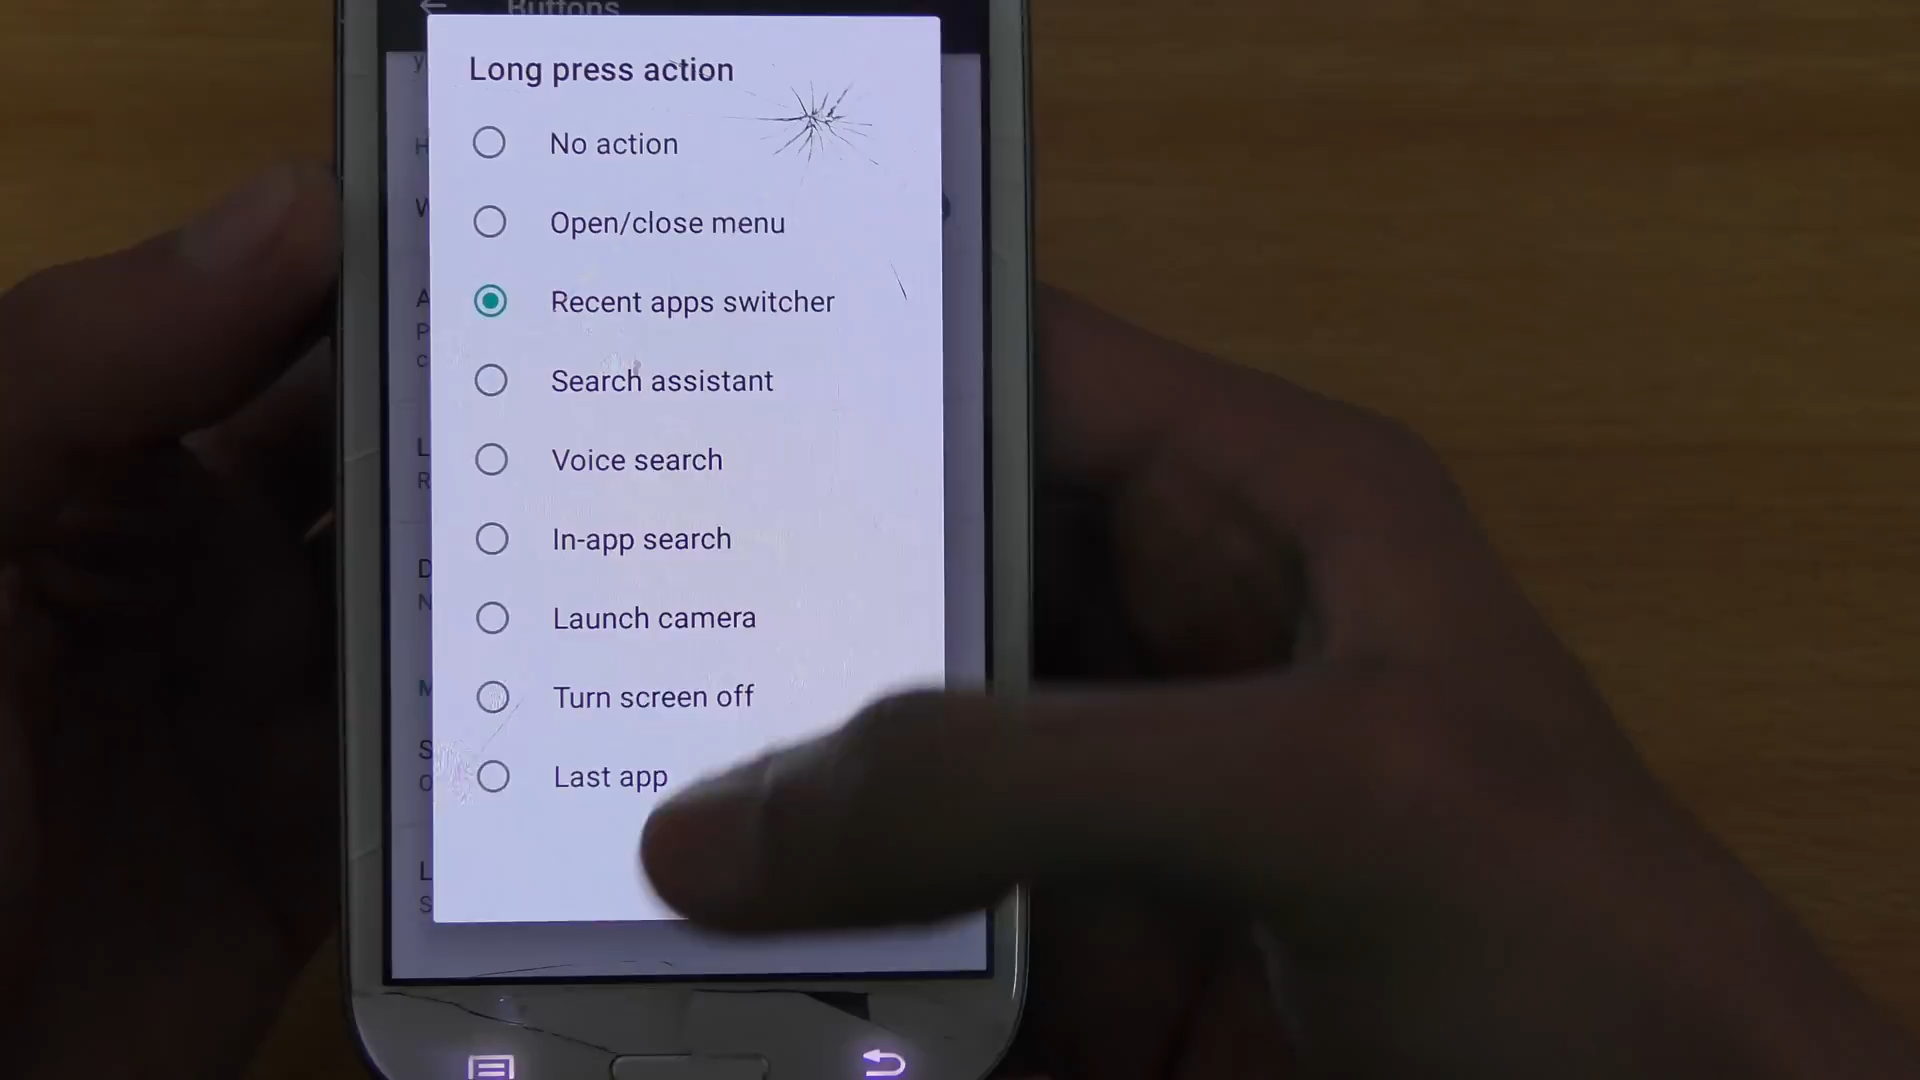 Buttons
Long press action
No action
Open/close menu
Recent apps switcher
Search assistant
Voice search
In-app search
Launch camera
Turn screen off
Last app